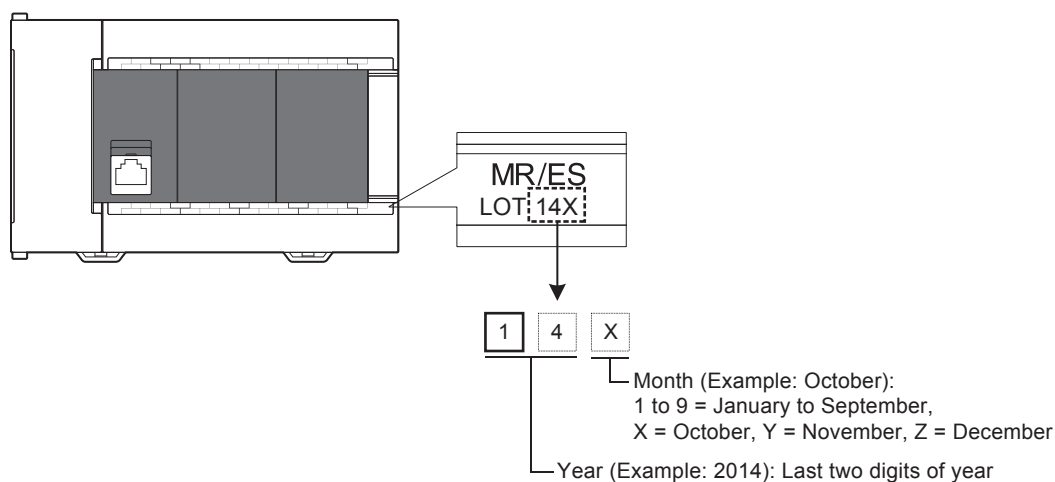 MR/ES
LOT 14X
1 4 X
Month (Example: October):
1 to 9 = January to September,
X = October, Y = November, Z = December
Year (Example: 2014): Last two digits of year